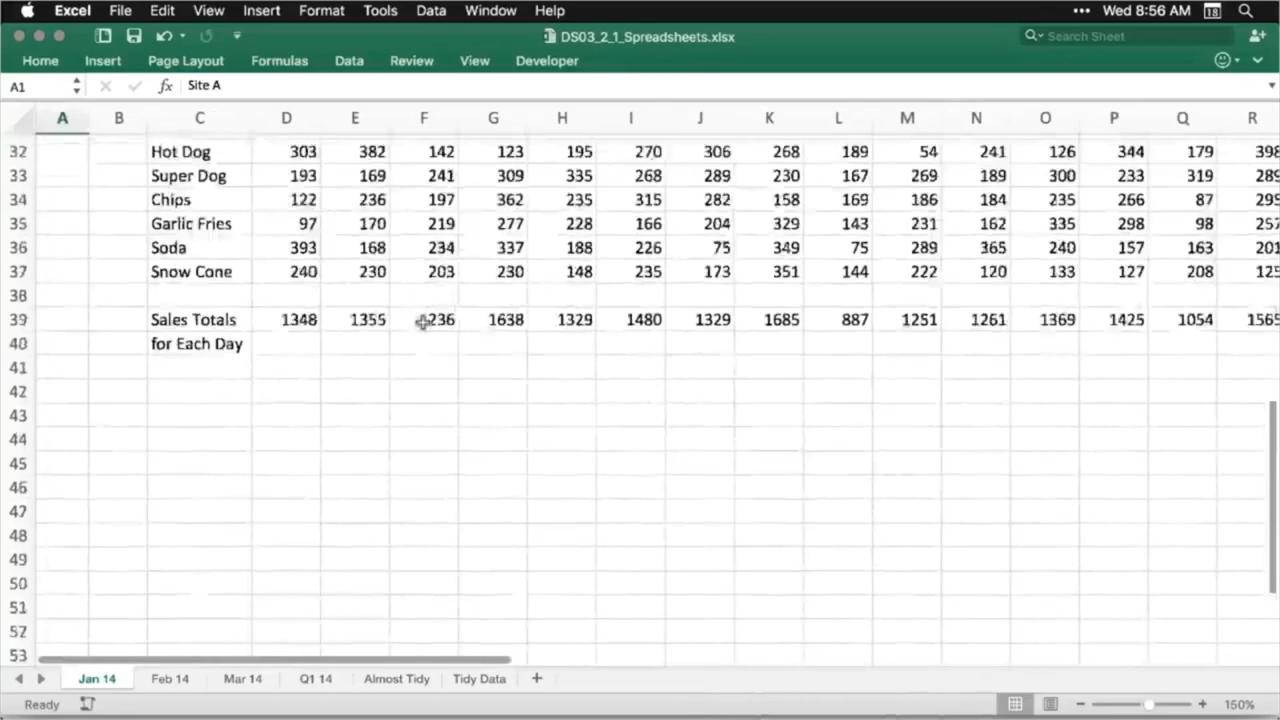 Excel File Edit View Insert Format Tools Data Window Help ••• Wed 8:56 AM 18
DS03_2_1_Spreadsheets.xlsx Search Sheet
Home Insert Page Layout Formulas Data Review View Developer
A1 fx Site A
A B C D E F G H I J K L M N O P Q R
32 Hot Dog 303 382 142 123 195 270 306 268 189 54 241 126 344 179 398
33 Super Dog 193 169 241 309 335 268 289 230 167 269 189 300 233 319 289
34 Chips 122 236 197 362 235 315 282 158 169 186 184 235 266 87 295
35 Garlic Fries 97 170 219 277 228 166 204 329 143 231 162 335 298 98 257
36 Soda 393 168 234 337 188 226 75 349 75 289 365 240 157 163 201
37 Snow Cone 240 230 203 230 148 235 173 351 144 222 120 133 127 208 125
38
39 Sales Totals 1348 1355 236 1638 1329 1480 1329 1685 887 1251 1261 1369 1425 1054 1565
40 for Each Day
41
42
43
44
45
46
47
48
49
50
51
52
53
Jan 14 Feb 14 Mar 14 Q1 14 Almost Tidy Tidy Data +
Ready 150%